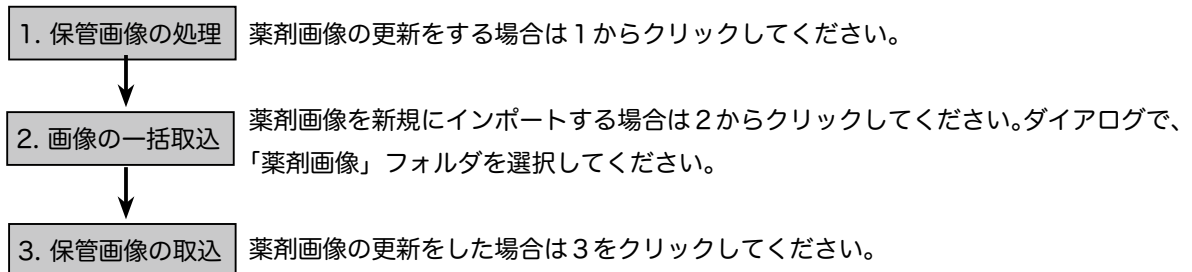 1. 保管画像の処理 薬剤画像の更新をする場合は１からクリックしてください。
2. 画像の一括取込 薬剤画像を新規にインポートする場合は２からクリックしてください｡ダイアログで、
「薬剤画像」フォルダを選択してください。
3. 保管画像の取込 薬剤画像の更新をした場合は３をクリックしてください。